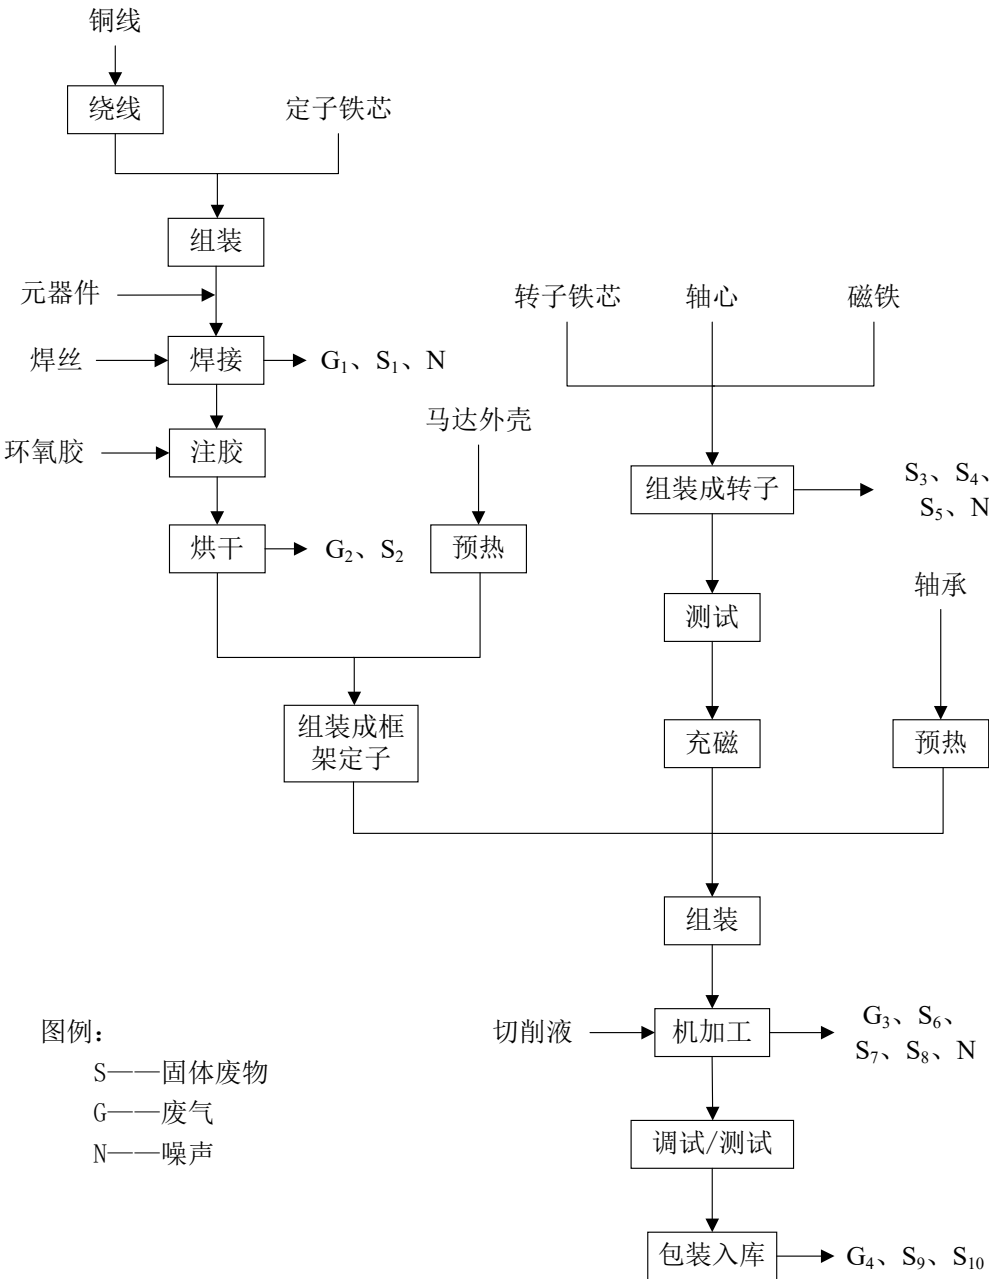 铜线
绕线
定子铁芯
组装
元器件
转子铁芯
轴心
磁铁
焊丝
焊接
G₁、S₁、N
马达外壳
环氧胶
注胶
组装成转子
S₃、S₄、
S₅、N
烘干
G₂、S₂
预热
轴承
测试
组装成框
架定子
充磁
预热
组装
图例：
切削液
机加工
G₃、S₆、
S₇、S₈、N
S——固体废物
G——废气
N——噪声
调试/测试
包装入库
G₄、S₉、S₁₀